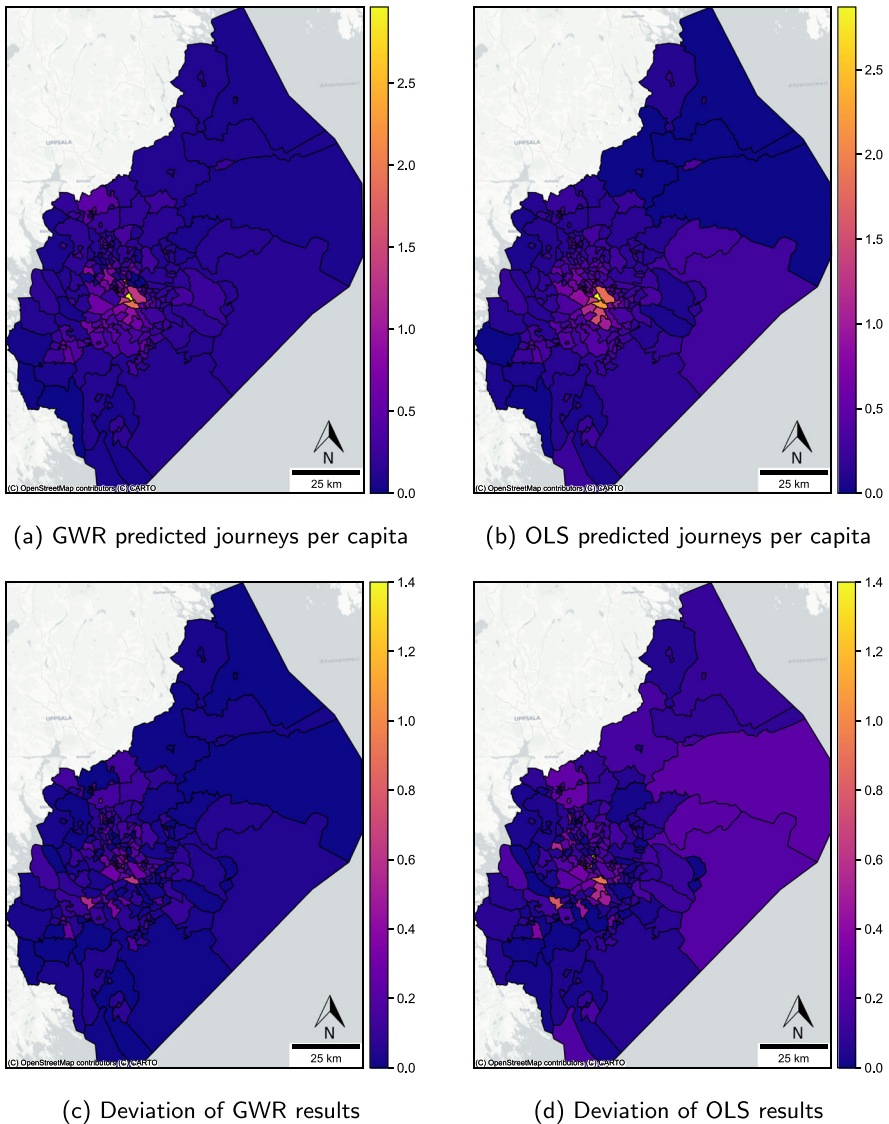 UPPSALA
2.5
2.0
1.5
1.0
0.5
0.0
N
25 km
(C) OpenStreetMap contributors (C) CARTO
UPPSALA
2.5
2.0
1.5
1.0
0.5
0.0
N
25 km
(C) OpenStreetMap contributors (C) CARTO
(a) GWR predicted journeys per capita
(b) OLS predicted journeys per capita
UPPSALA
1.4
1.2
1.0
0.8
0.6
0.4
0.2
0.0
N
25 km
(C) OpenStreetMap contributors (C) CARTO
UPPSALA
1.4
1.2
1.0
0.8
0.6
0.4
0.2
0.0
N
25 km
(C) OpenStreetMap contributors (C) CARTO
(c) Deviation of GWR results
(d) Deviation of OLS results